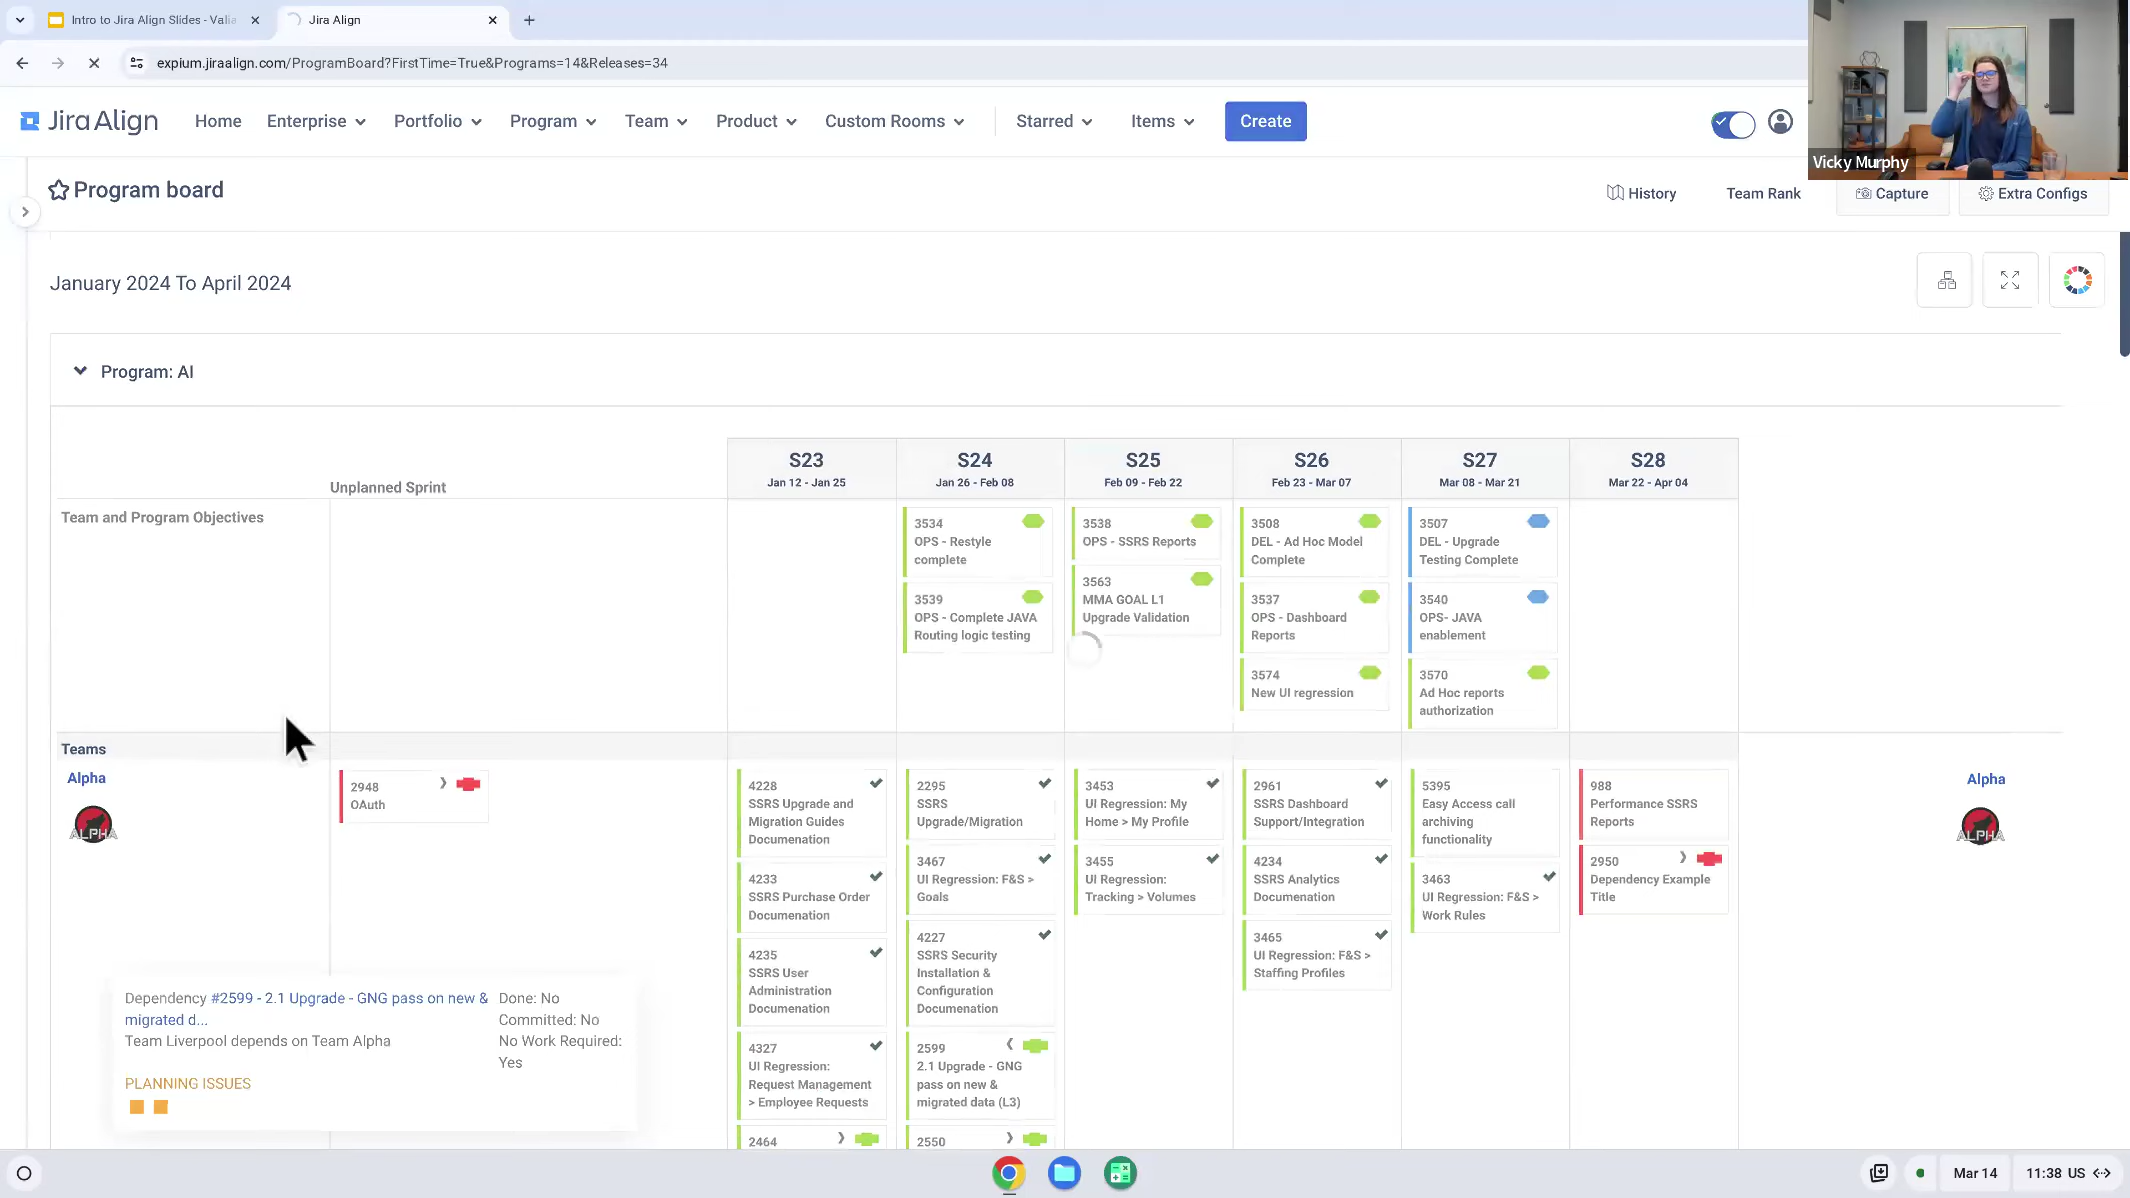 Intro to Jira Align Slides - Valia
Jira Align
expium.jiraalign.com/ProgramBoard?FirstTime=True&Programs=14&Releases=34
Jira Align
Home
Enterprise
Portfolio
Program
Team
Product
Custom Rooms
Starred
Items
Create
Vicky Murphy
Program board
History
Team Rank
Capture
Extra Configs
January 2024 To April 2024
Program: AI
Unplanned Sprint
S23
Jan 12 - Jan 25
S24
Jan 26 - Feb 08
S25
Feb 09 - Feb 22
S26
Feb 23 - Mar 07
S27
Mar 08 - Mar 21
S28
Mar 22 - Apr 04
Team and Program Objectives
3534
OPS - Restyle
complete
3539
OPS - Complete JAVA
Routing logic testing
3538
OPS - SSRS Reports
3563
MMA GOAL L1
Upgrade Validation
3508
DEL - Ad Hoc Model
Complete
3537
OPS - Dashboard
Reports
3574
New UI regression
3507
DEL - Upgrade
Testing Complete
3540
OPS- JAVA
enablement
3570
Ad Hoc reports
authorization
Teams
Alpha
ALPHA
2948
OAuth
4228
SSRS Upgrade and
Migration Guides
Documenation
4233
SSRS Purchase Order
Documenation
4235
SSRS User
Administration
Documenation
4327
UI Regression:
Request Management
> Employee Requests
2464
2295
SSRS
Upgrade/Migration
3467
UI Regression: F&S >
Goals
4227
SSRS Security
Installation &
Configuration
Documenation
2599
2.1 Upgrade - GNG
pass on new &
migrated data (L3)
2550
3453
UI Regression: My
Home > My Profile
3455
UI Regression:
Tracking > Volumes
2961
SSRS Dashboard
Support/Integration
4234
SSRS Analytics
Documenation
3465
UI Regression: F&S >
Staffing Profiles
5395
Easy Access call
archiving
functionality
3463
UI Regression: F&S >
Work Rules
988
Performance SSRS
Reports
2950
Dependency Example
Title
Alpha
ALPHA
Dependency #2599 - 2.1 Upgrade - GNG pass on new &
migrated d...
Team Liverpool depends on Team Alpha
PLANNING ISSUES
Done: No
Committed: No
No Work Required:
Yes
Mar 14
11:38 US